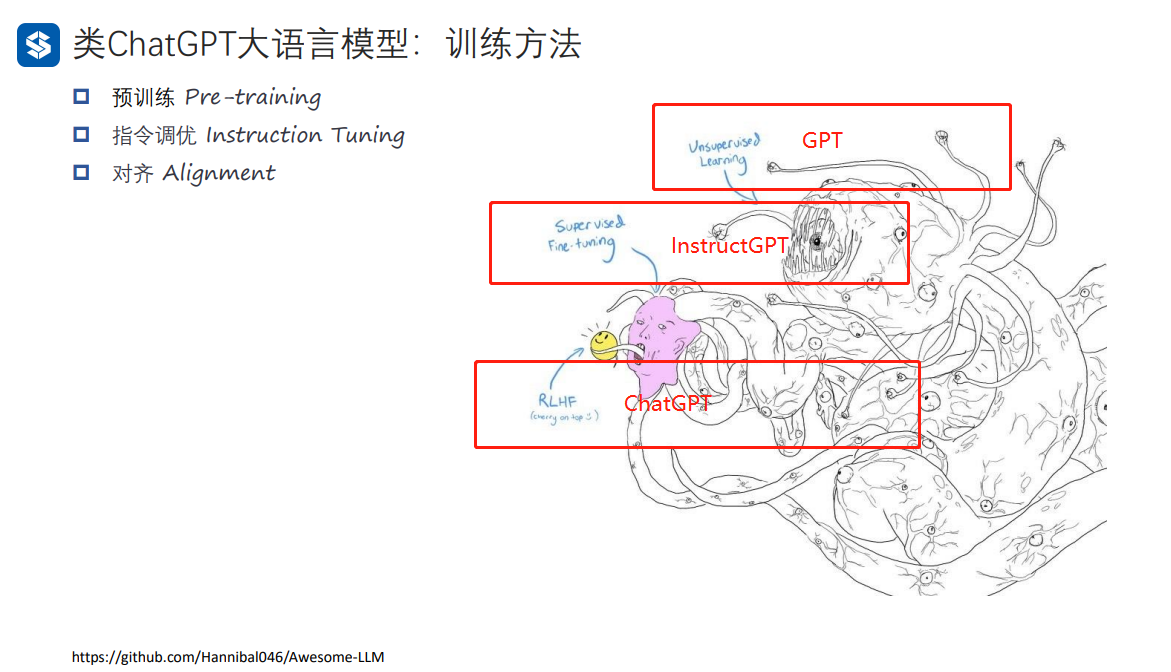 类ChatGPT大语言模型：训练方法
预训练 Pre-training
指令调优 Instruction Tuning
对齐 Alignment
Unsupervised
Learning
GPT
Supervised
Fine-tuning
InstructGPT
RLHF
(cherry on top :)
ChatGPT
https://github.com/Hannibal046/Awesome-LLM